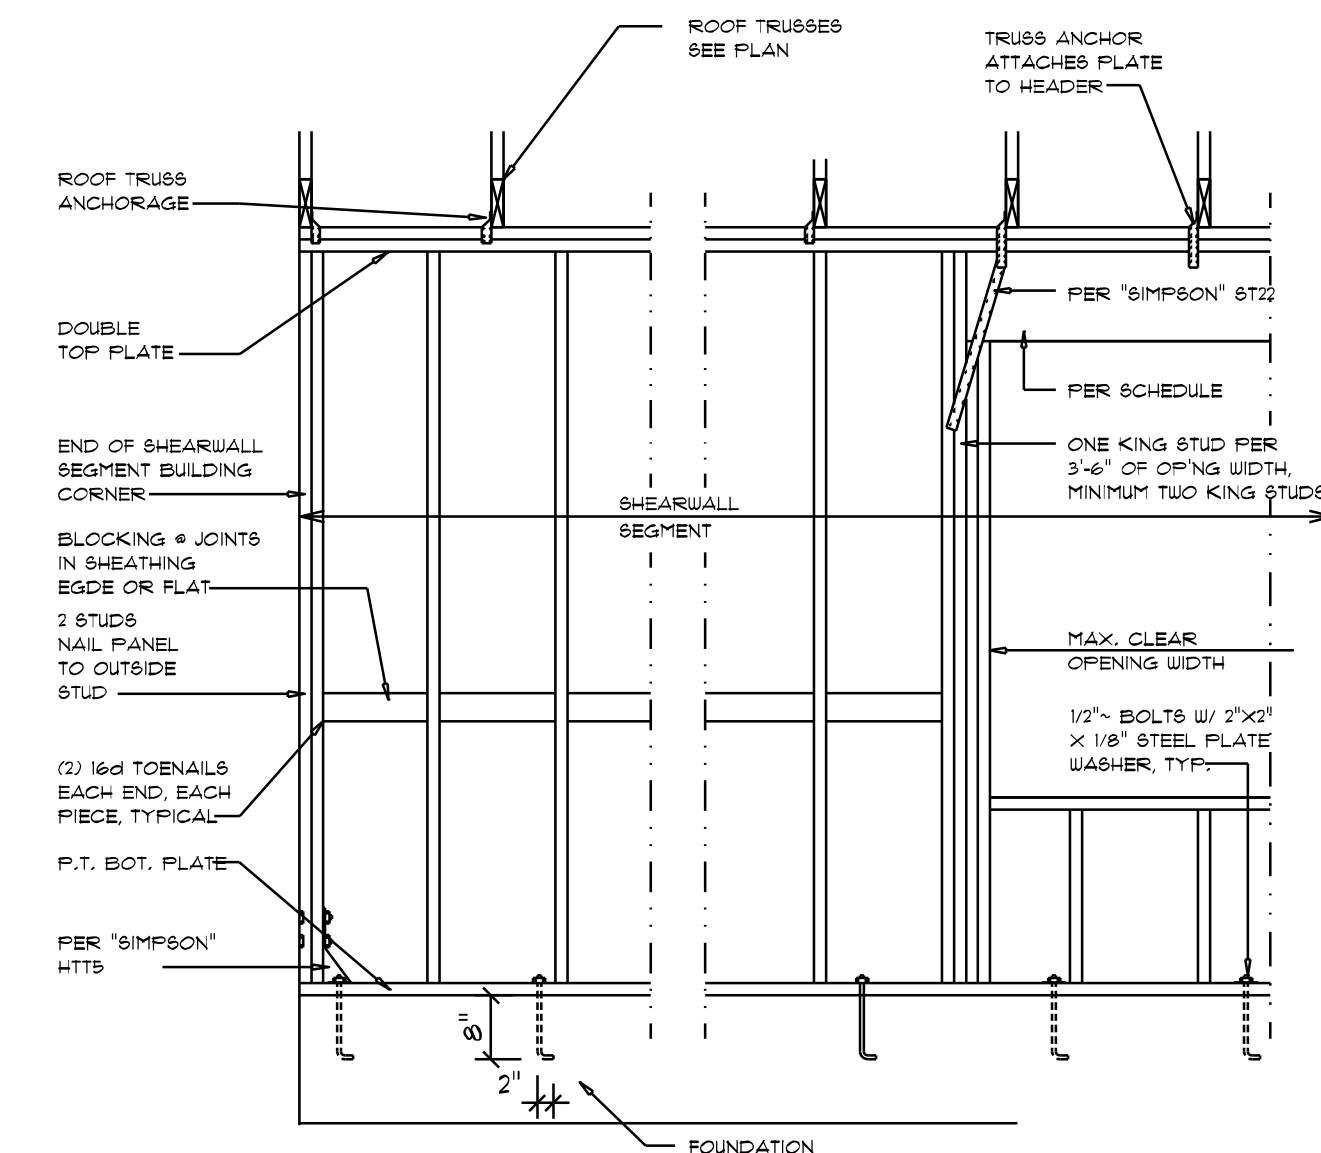 ROOF TRUSSES
SEE PLAN
TRUSS ANCHOR
ATTACHES PLATE
TO HEADER
ROOF TRUSS
ANCHORAGE
PER "SIMPSON" ST22
DOUBLE
TOP PLATE
PER SCHEDULE
END OF SHEARWALL
SEGMENT BUILDING
CORNER
ONE KING STUD PER
3'-6" OF OP'NG WIDTH,
MINIMUM TWO KING STUDS
SHEARWALL
SEGMENT
BLOCKING @ JOINTS
IN SHEATHING
EGDE OR FLAT
2 STUDS
NAIL PANEL
TO OUTSIDE
STUD
MAX. CLEAR
OPENING WIDTH
1/2"~ BOLTS W/ 2"X2"
X 1/8" STEEL PLATE
WASHER, TYP.
(2) 16d TOENAILS
EACH END, EACH
PIECE, TYPICAL
P.T. BOT. PLATE
PER "SIMPSON"
HTT5
8"
2"
FOUNDATION